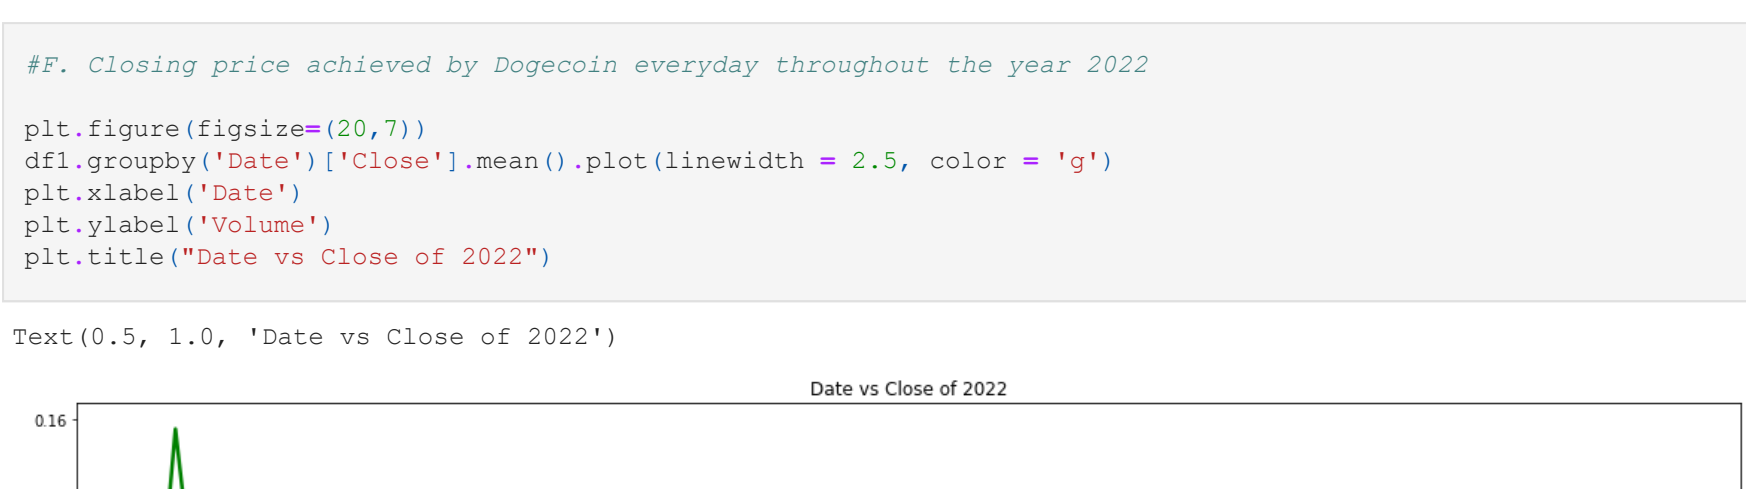 #F. Closing price achieved by Dogecoin everyday throughout the year 2022
plt.figure(figsize=(20,7))
df1.groupby('Date')['Close'].mean().plot(linewidth = 2.5, color = 'g')
plt.xlabel('Date')
plt.ylabel('Volume')
plt.title("Date vs Close of 2022")
Text(0.5, 1.0, 'Date vs Close of 2022')
Date vs Close of 2022
0.16